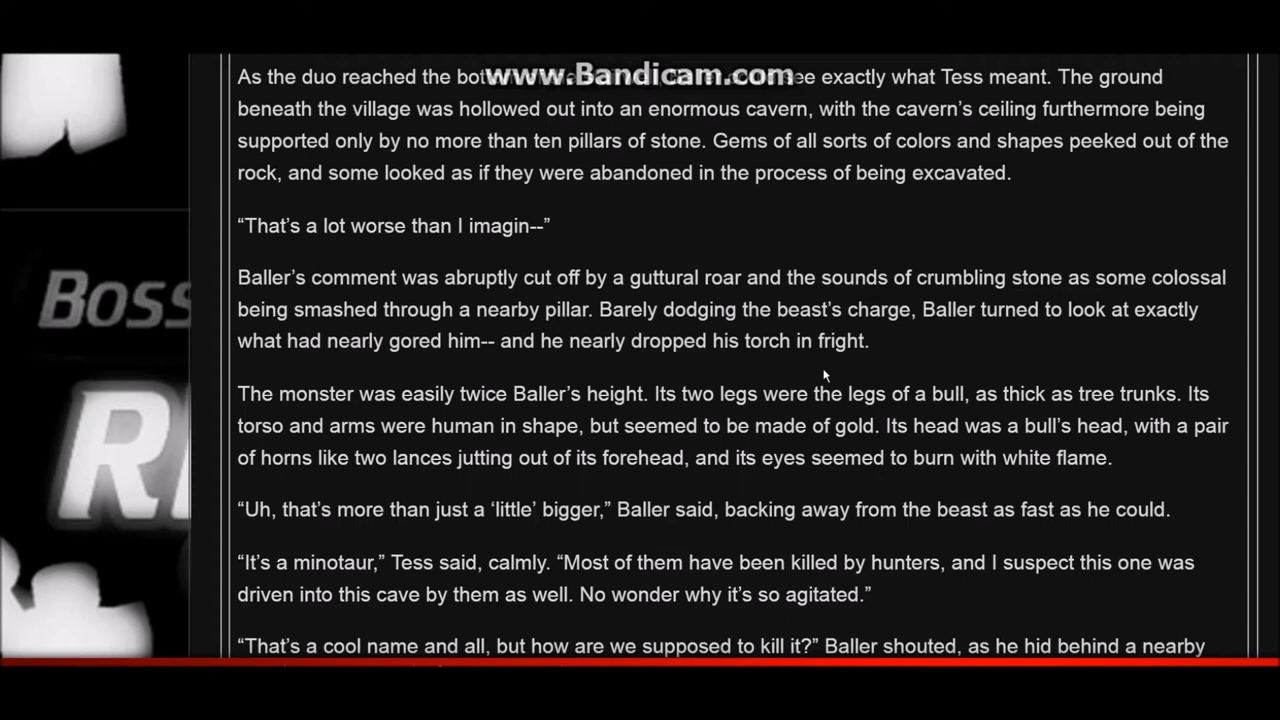 www.Bandicam.com
As the duo reached the see exactly what Tess meant. The ground
beneath the village was hollowed out into an enormous cavern, with the cavern’s ceiling furthermore being
supported only by no more than ten pillars of stone. Gems of all sorts of colors and shapes peeked out of the
rock, and some looked as if they were abandoned in the process of being excavated.
“That’s a lot worse than I imagin--”
Baller’s comment was abruptly cut off by a guttural roar and the sounds of crumbling stone as some colossal
being smashed through a nearby pillar. Barely dodging the beast’s charge, Baller turned to look at exactly
what had nearly gored him-- and he nearly dropped his torch in fright.
The monster was easily twice Baller’s height. Its two legs were the legs of a bull, as thick as tree trunks. Its
torso and arms were human in shape, but seemed to be made of gold. Its head was a bull’s head, with a pair
of horns like two lances jutting out of its forehead, and its eyes seemed to burn with white flame.
“Uh, that’s more than just a ‘little’ bigger,” Baller said, backing away from the beast as fast as he could.
“It’s a minotaur,” Tess said, calmly. “Most of them have been killed by hunters, and I suspect this one was
driven into this cave by them as well. No wonder why it’s so agitated.”
“That’s a cool name and all, but how are we supposed to kill it?” Baller shouted, as he hid behind a nearby
Boss
RI